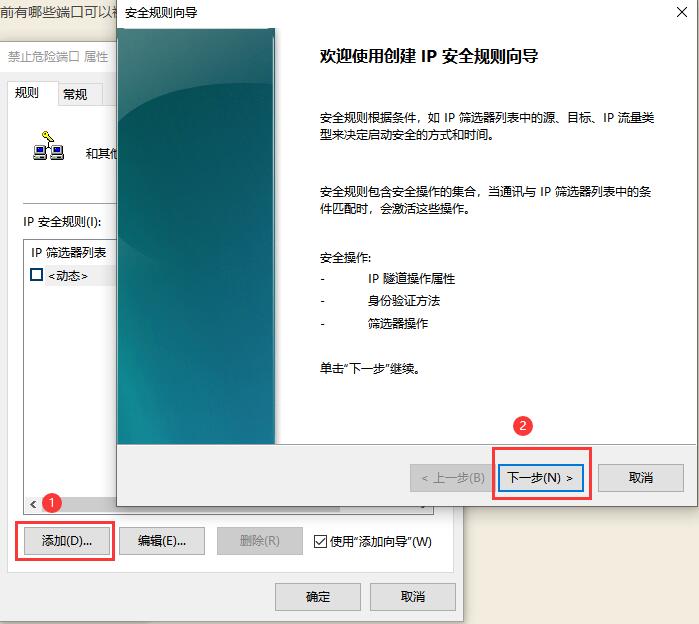 前有哪些端口可以
安全规则向导
禁止危险端口 属性
规则
常规
和其他
IP 安全规则(I):
IP 筛选器列表
<动态>
欢迎使用创建 IP 安全规则向导
安全规则根据条件，如 IP 筛选器列表中的源、目标、IP 流量类
型来决定启动安全的方式和时间。
安全规则包含安全操作的集合，当通讯与 IP 筛选器列表中的条
件匹配时，会激活这些操作。
安全操作:
- IP 隧道操作属性
- 身份验证方法
- 筛选器操作
单击“下一步”继续。
2
< 上一步(B)
下一步(N) >
取消
1
添加(D)...
编辑(E)...
删除(R)
使用“添加向导”(W)
确定
取消